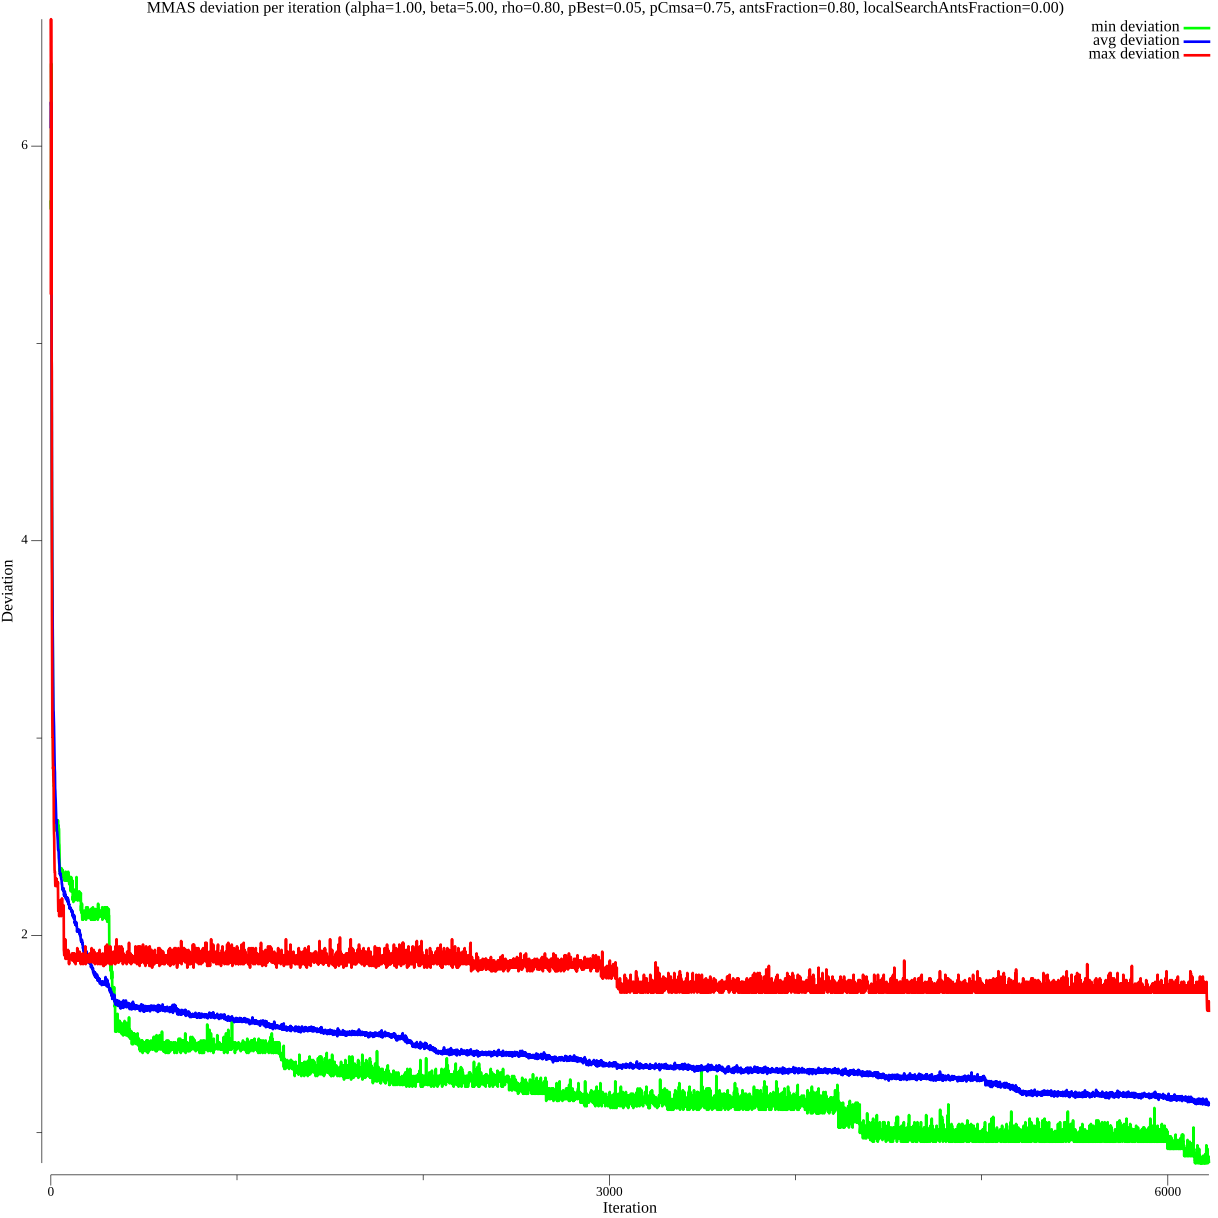 MMAS deviation per iteration (alpha=1.00, beta=5.00, rho=0.80, pBest=0.05, pCmsa=0.75, antsFraction=0.80, localSearchAntsFraction=0.00)
min deviation
avg deviation
max deviation
6
4
2
Deviation
0
3000
6000
Iteration